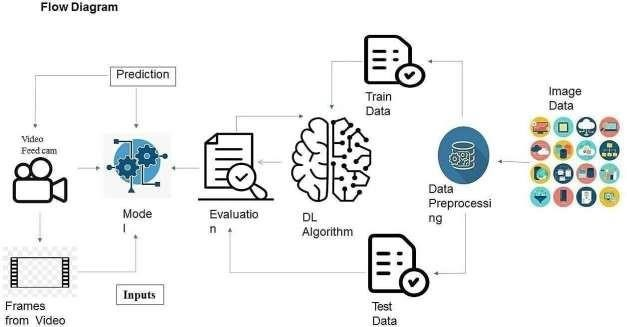 Flow Diagram
Prediction
Train
Data
Image
Data
Video
Feed cam
Mode
l
Evaluatio
n
DL
Algorithm
Data
Preprocessi
ng
Inputs
Frames
from Video
Test
Data